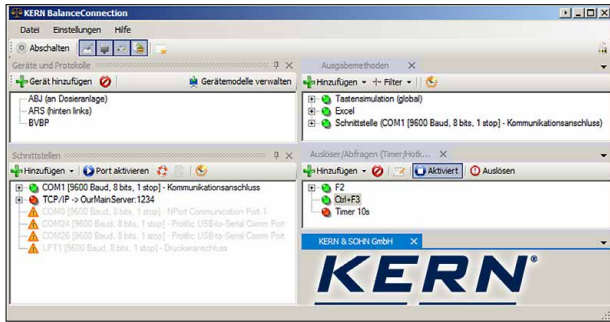 KERN BalanceConnection
Datei Einstellungen Hilfe
Abschalten
Geräte und Protokolle
Gerät hinzufügen Gerätemodelle verwalten
ABJ (an Dosieranlage)
ARS (hinten links)
BVBP
Ausgabemethoden
Hinzufügen Filter
Tastensimulation (global)
Excel
Schnittstelle (COM1 [9600 Baud, 8 bits, 1 stop] - Kommunikationsanschluss)
Schnittstellen
Hinzufügen Port aktivieren
COM1 [9600 Baud, 8 bits, 1 stop] - Kommunikationsanschluss
TCP/IP -> OurMainServer:1234
COM8 [9600 Baud, 8 bits, 1 stop] - NPort Communication Port 1
COM24 [9600 Baud, 8 bits, 1 stop] - Prolific USB-to-Serial Comm Port
COM26 [9600 Baud, 8 bits, 1 stop] - Prolific USB-to-Serial Comm Port
LPT1 [9600 Baud, 8 bits, 1 stop] - Druckeranschluss
Auslöser/Abfragen (Timer/Hotk...
Hinzufügen Aktiviert Auslösen
F2
Ctrl+F3
Timer 10s
KERN & SOHN GmbH
KERN®